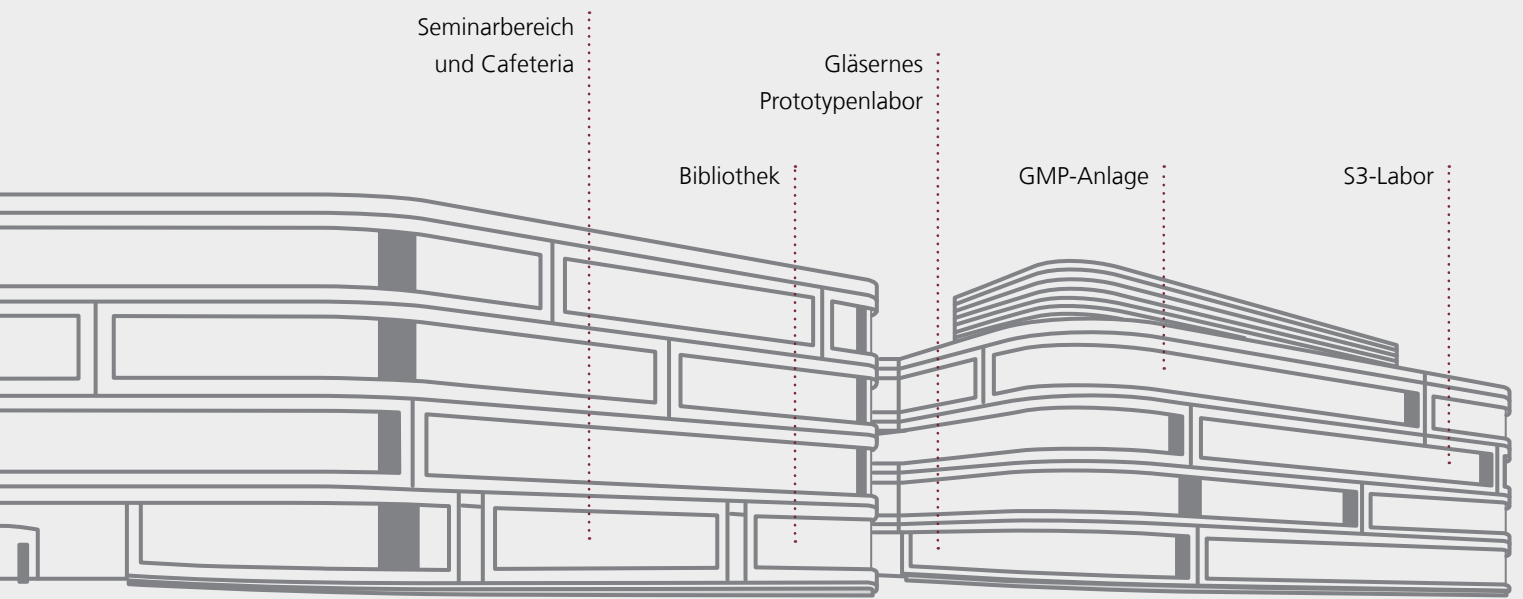 Seminarbereich
und Cafeteria
Gläsernes
Prototypenlabor
Bibliothek
GMP-Anlage
S3-Labor